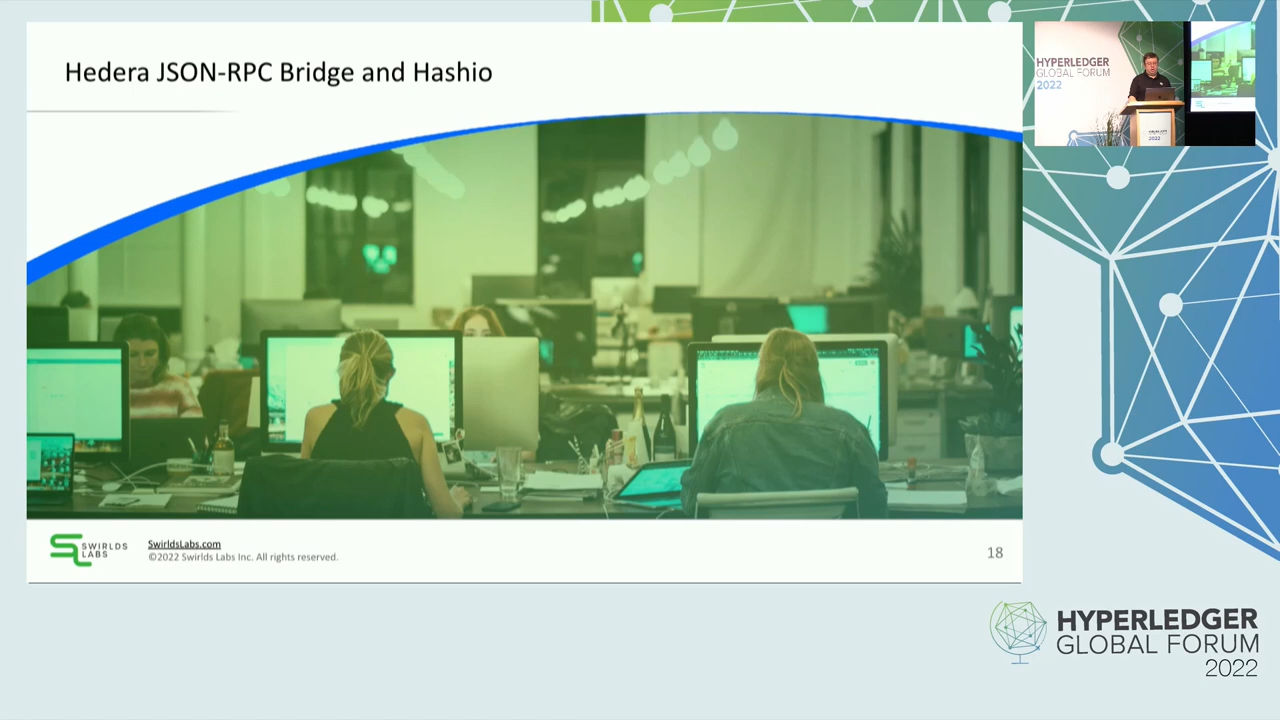 Hedera JSON-RPC Bridge and Hashio
HYPERLEDGER
GLOBAL FORUM
2022
SWIRLDS
LABS
SwirldsLabs.com
©2022 Swirlds Labs Inc. All rights reserved.
18
HYPERLEDGER
GLOBAL FORUM
2022